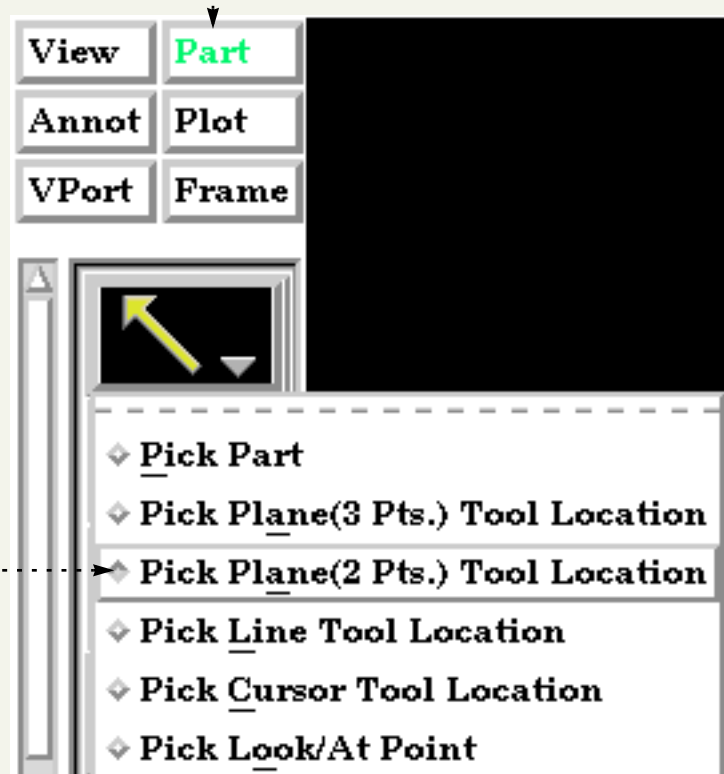 View Part
Annot Plot
VPort Frame
Pick Part
Pick Plane(3 Pts.) Tool Location
Pick Plane(2 Pts.) Tool Location
Pick Line Tool Location
Pick Cursor Tool Location
Pick Look/At Point